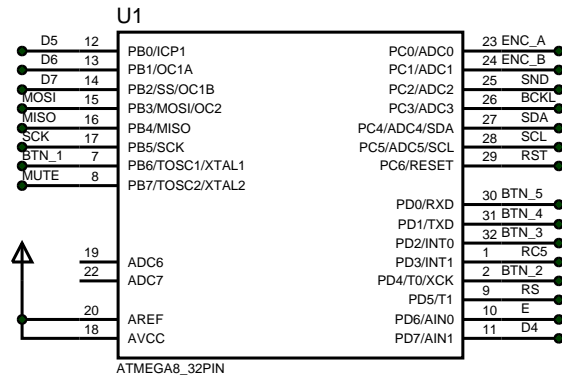 U1
D5 12 PB0/ICP1 PC0/ADC0 23 ENC_A
D6 13 PB1/OC1A PC1/ADC1 24 ENC_B
D7 14 PB2/SS/OC1B PC2/ADC2 25 SND
MOSI 15 PB3/MOSI/OC2 PC3/ADC3 26 BCKL
MISO 16 PB4/MISO PC4/ADC4/SDA 27 SDA
SCK 17 PB5/SCK PC5/ADC5/SCL 28 SCL
BTN_1 7 PB6/TOSC1/XTAL1 PC6/RESET 29 RST
MUTE 8 PB7/TOSC2/XTAL2
PD0/RXD 30 BTN_5
PD1/TXD 31 BTN_4
PD2/INT0 32 BTN_3
19 ADC6 PD3/INT1 1 RC5
22 ADC7 PD4/T0/XCK 2 BTN_2
PD5/T1 9 RS
20 AREF PD6/AIN0 10 E
18 AVCC PD7/AIN1 11 D4
ATMEGA8_32PIN